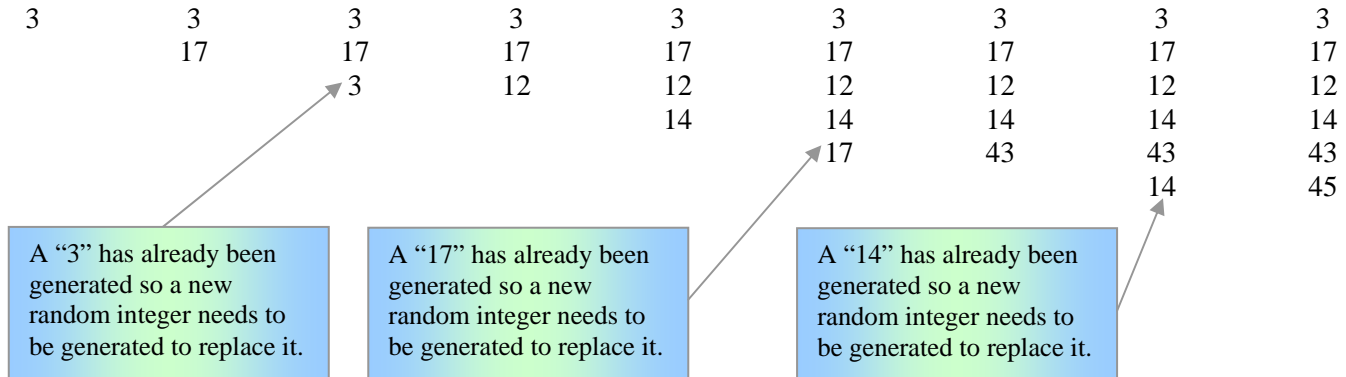 3 3 3 3 3 3 3 3 3
17 17 17 17 17 17 17 17
3 12 12 12 12 12 12
14 14 14 14 14
17 43 43 43
14 45
A “3” has already been
generated so a new
random integer needs to
be generated to replace it.
A “17” has already been
generated so a new
random integer needs to
be generated to replace it.
A “14” has already been
generated so a new
random integer needs to
be generated to replace it.